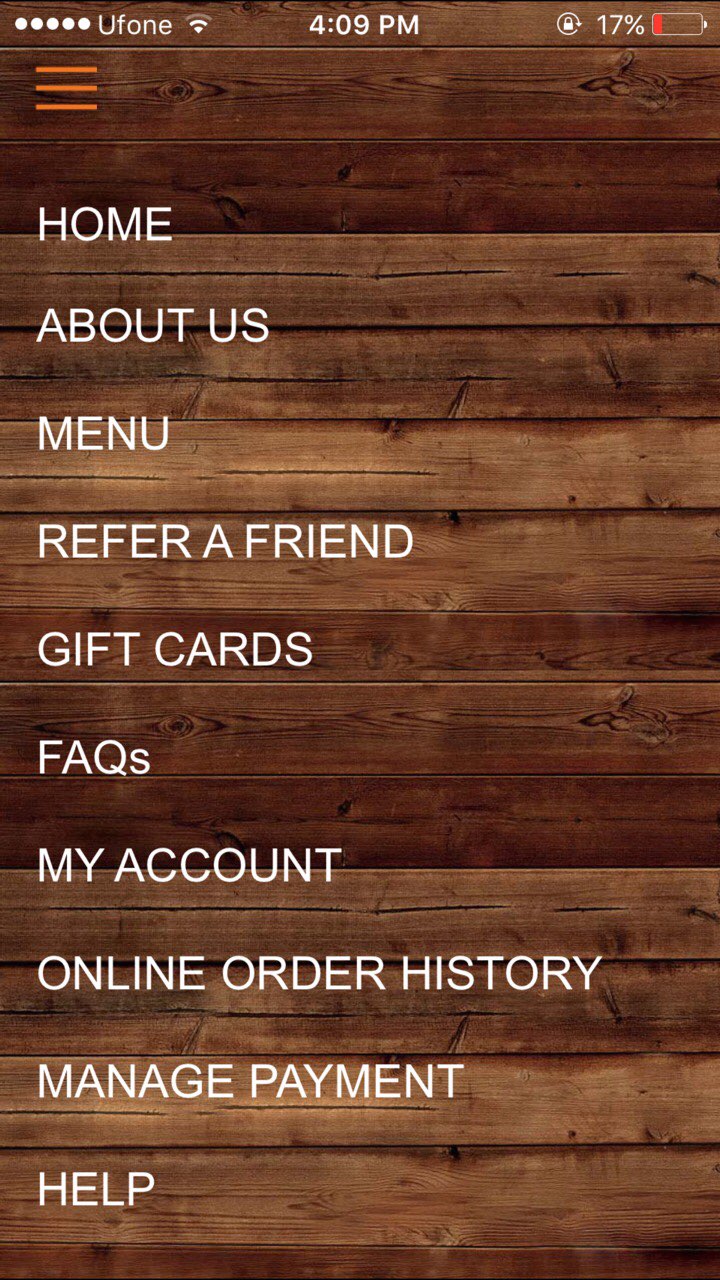 Ufone 4:09 PM 17%
HOME
ABOUT US
MENU
REFER A FRIEND
GIFT CARDS
FAQs
MY ACCOUNT
ONLINE ORDER HISTORY
MANAGE PAYMENT
HELP